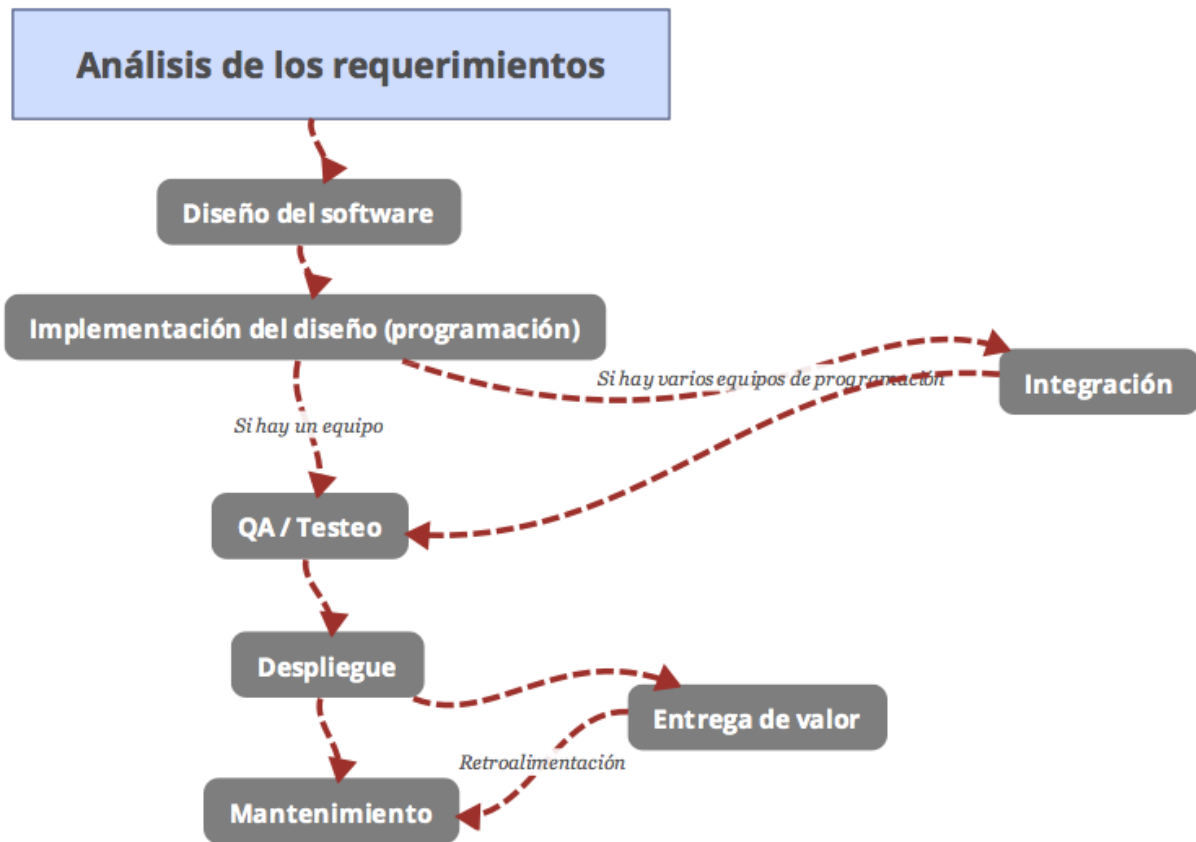 Análisis de los requerimientos
Diseño del software
Implementación del diseño (programación)
Si hay varios equipos de programación
Integración
Si hay un equipo
QA / Testeo
Despliegue
Entrega de valor
Retroalimentación
Mantenimiento